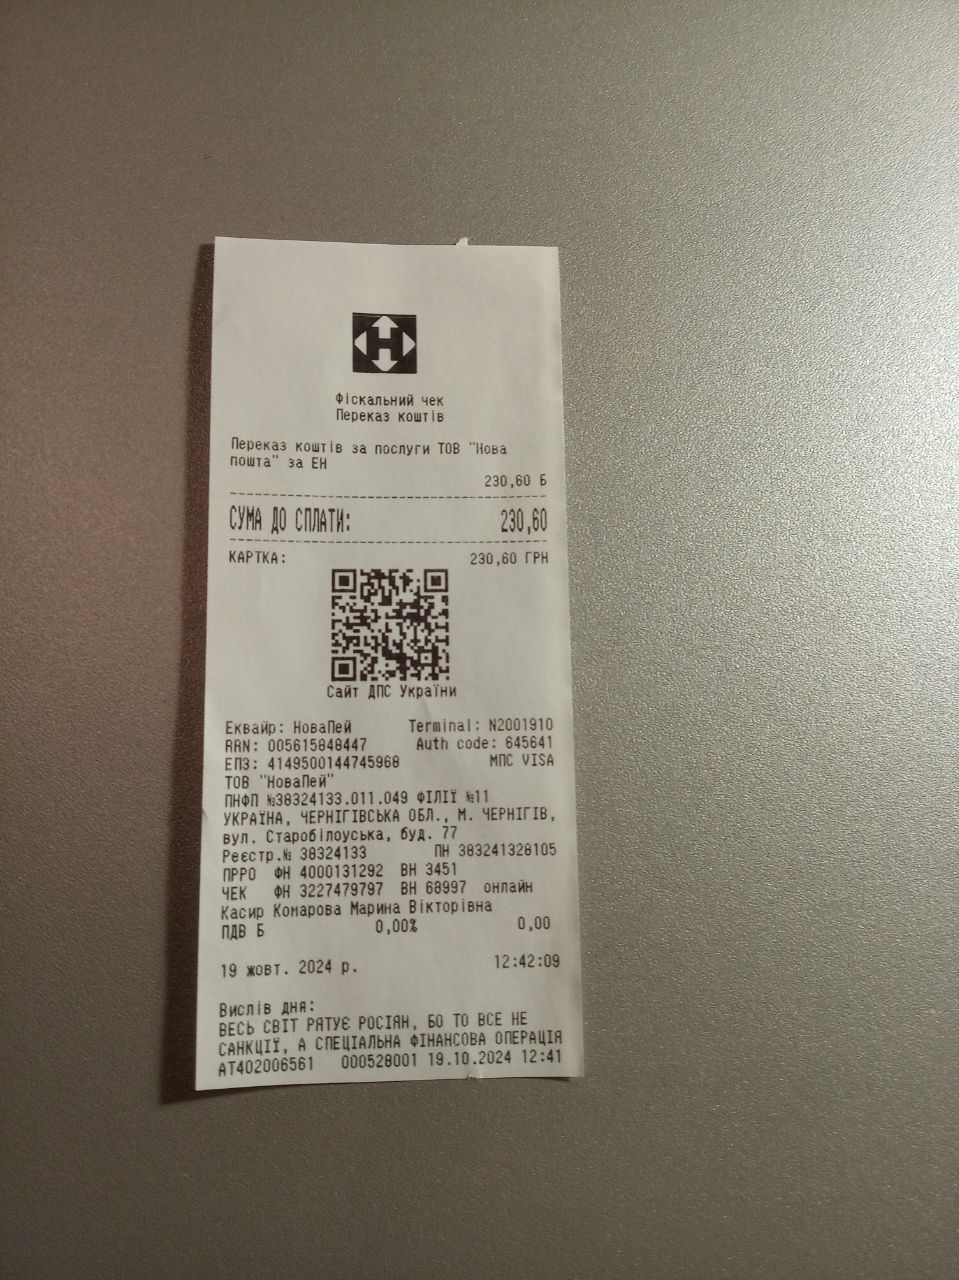 Фіскальний чек
Переказ коштів
Переказ коштів за послуги ТОВ "Нова
пошта" за ЕН
230,60 Б
СУМА ДО СПЛАТИ: 230,60
КАРТКА: 230,60 ГРН
Сайт ДПС України
Еквайр: НоваПей Terminal: N2001910
RRN: 005615848447 Auth code: 645641
ЕПЗ: 4149500144745968 МПС VISA
ТОВ "НоваПей"
ПНФП №38324133.011.049 ФІЛІЇ №11
УКРАЇНА, ЧЕРНІГІВСЬКА ОБЛ., М. ЧЕРНІГІВ,
вул. Старобілоуська, буд. 77
Реєстр.№ 38324133 ПН 383241328105
ПРРО ФН 4000131292 ВН 3451
ЧЕК ФН 3227479797 ВН 68997 онлайн
Касир Комарова Марина Вікторівна
ПДВ Б 0,00% 0,00
19 жовт. 2024 р. 12:42:09
Вислів дня:
ВЕСЬ СВІТ РЯТУЄ РОСІЯН, БО ТО ВСЕ НЕ
САНКЦІЇ, А СПЕЦІАЛЬНА ФІНАНСОВА ОПЕРАЦІЯ
АТ402006561 000528001 19.10.2024 12:41